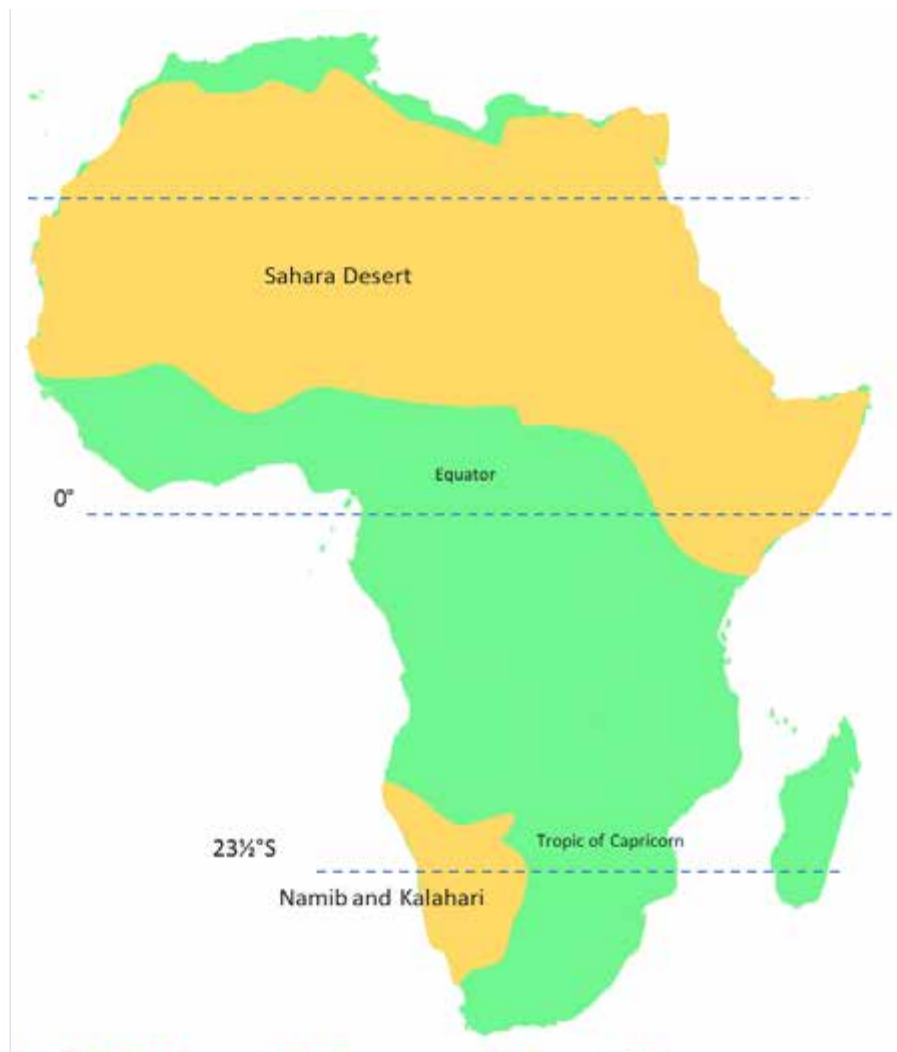 Sahara Desert
Equator
0°
Tropic of Capricorn
23½°S
Namib and Kalahari